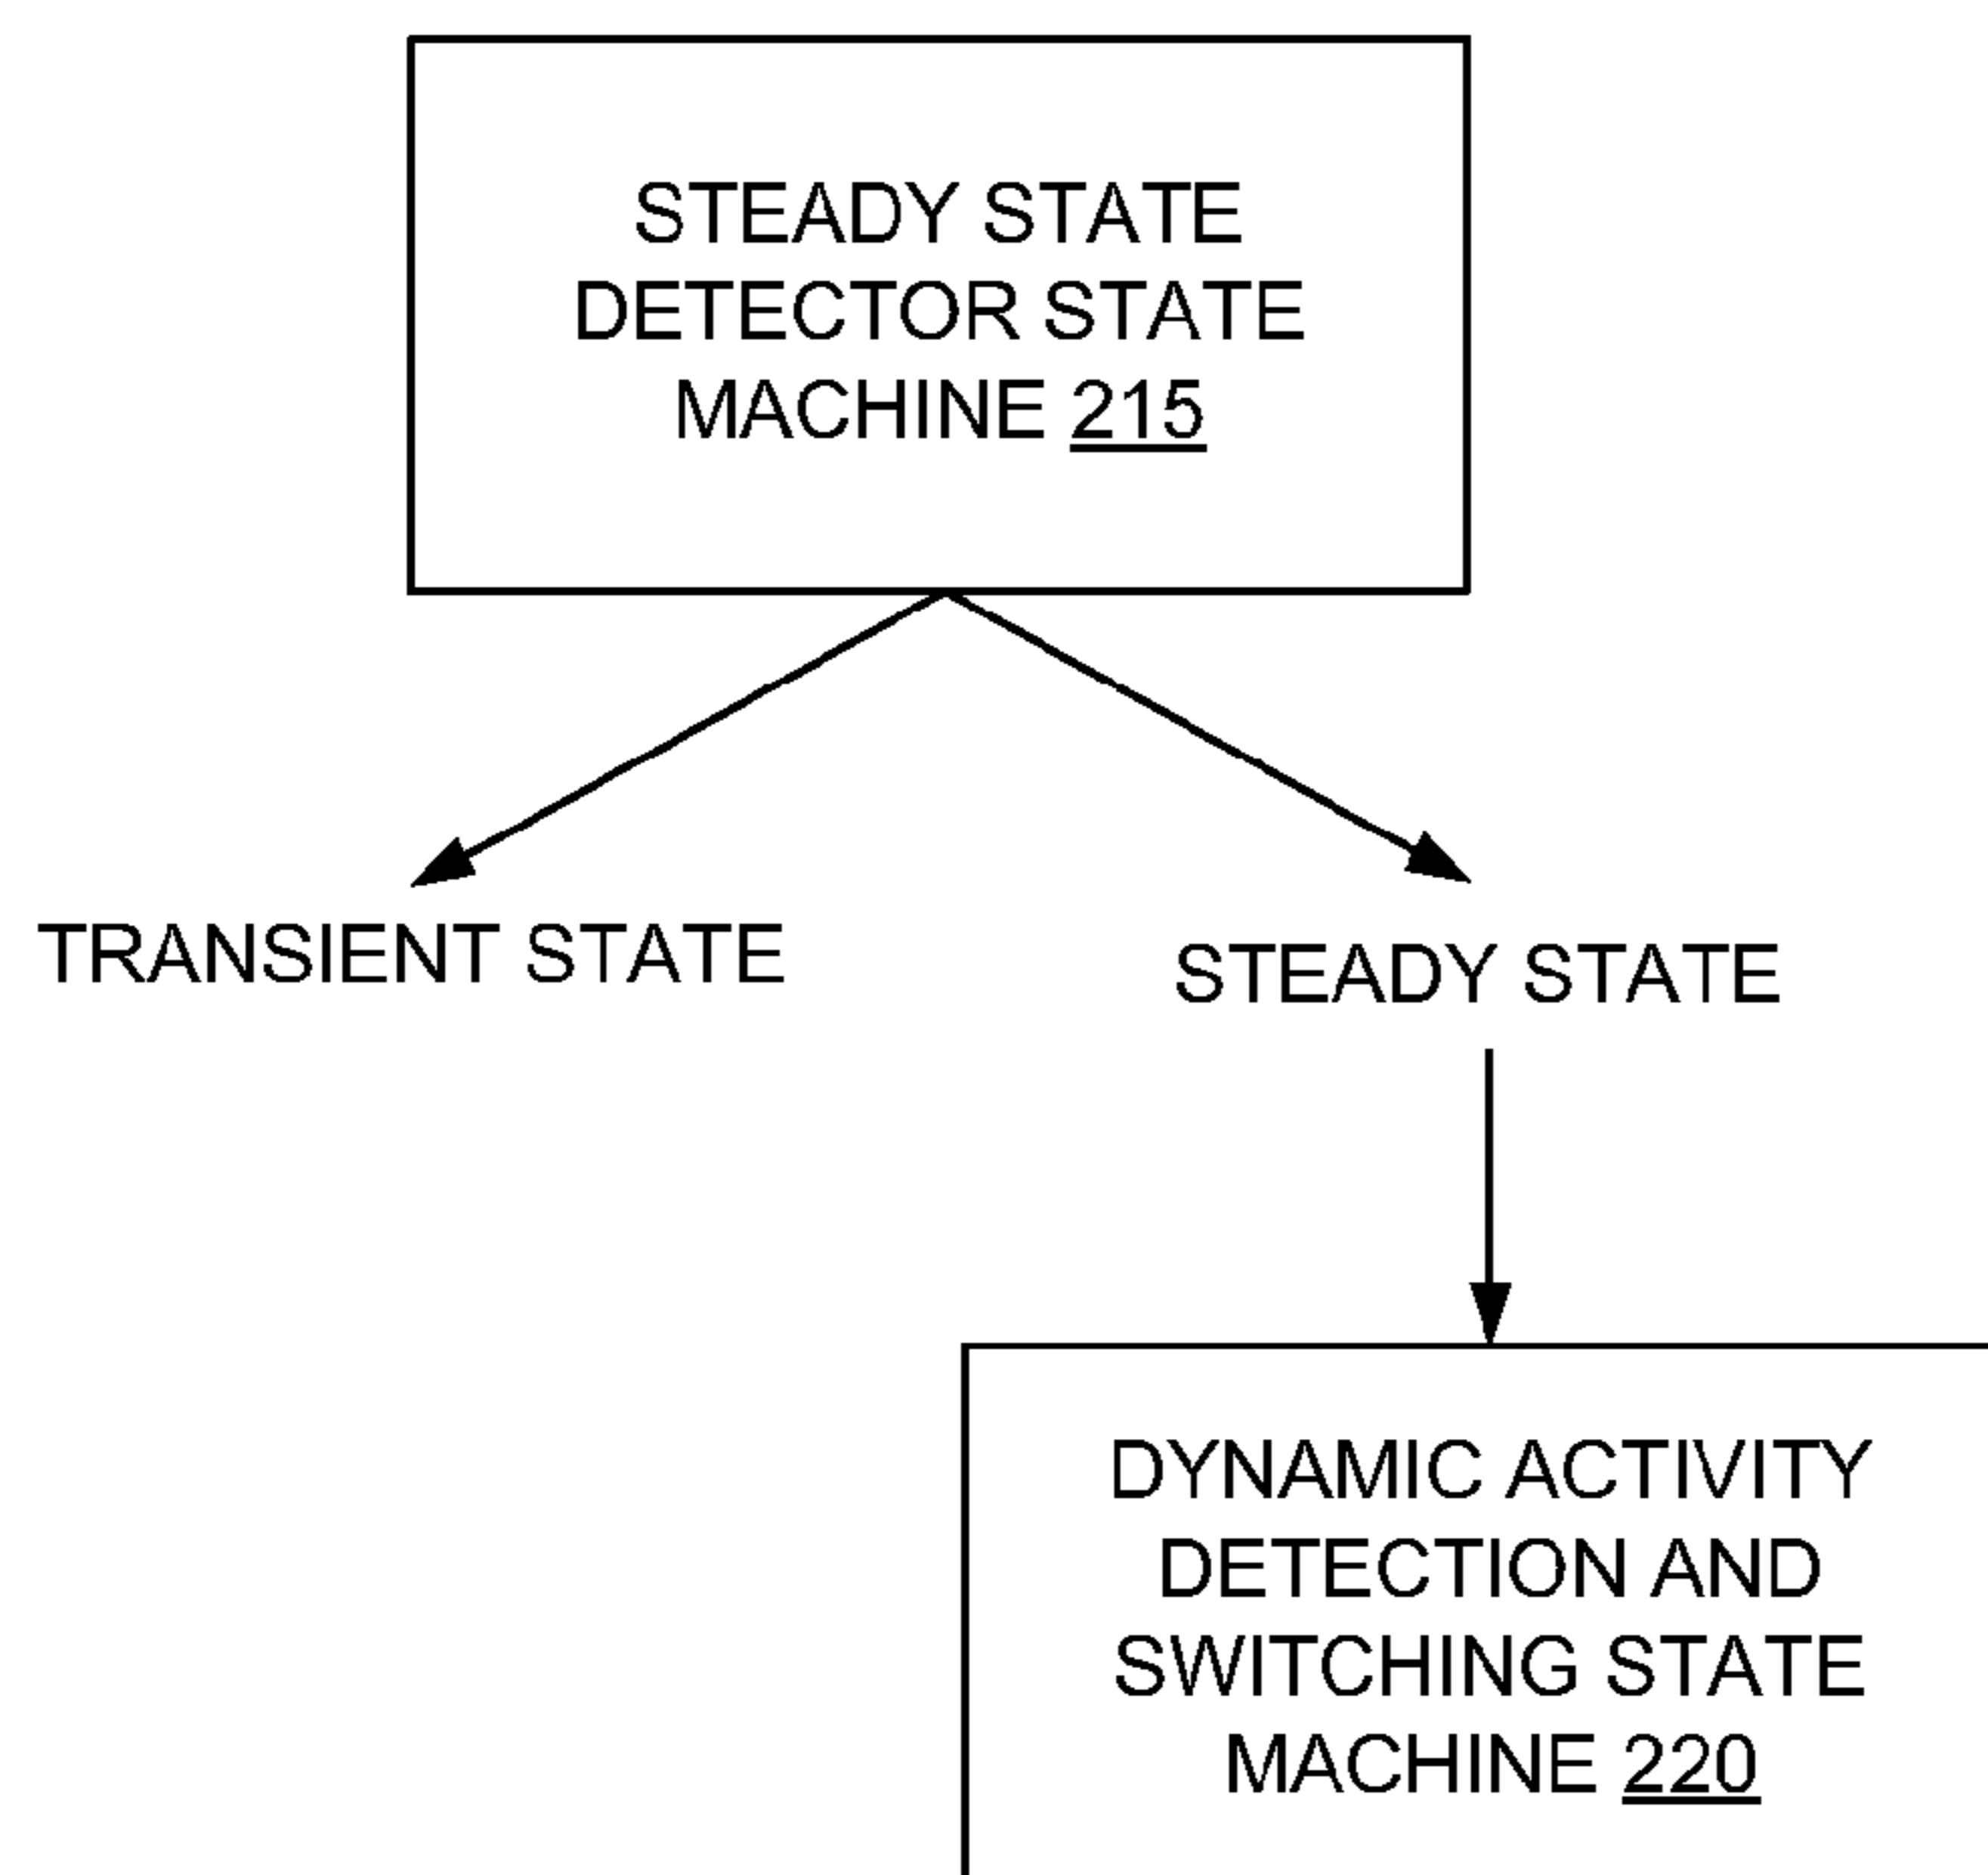 STEADY STATE
DETECTOR STATE
MACHINE 215
TRANSIENT STATE
STEADY STATE
DYNAMIC ACTIVITY
DETECTION AND
SWITCHING STATE
MACHINE 220